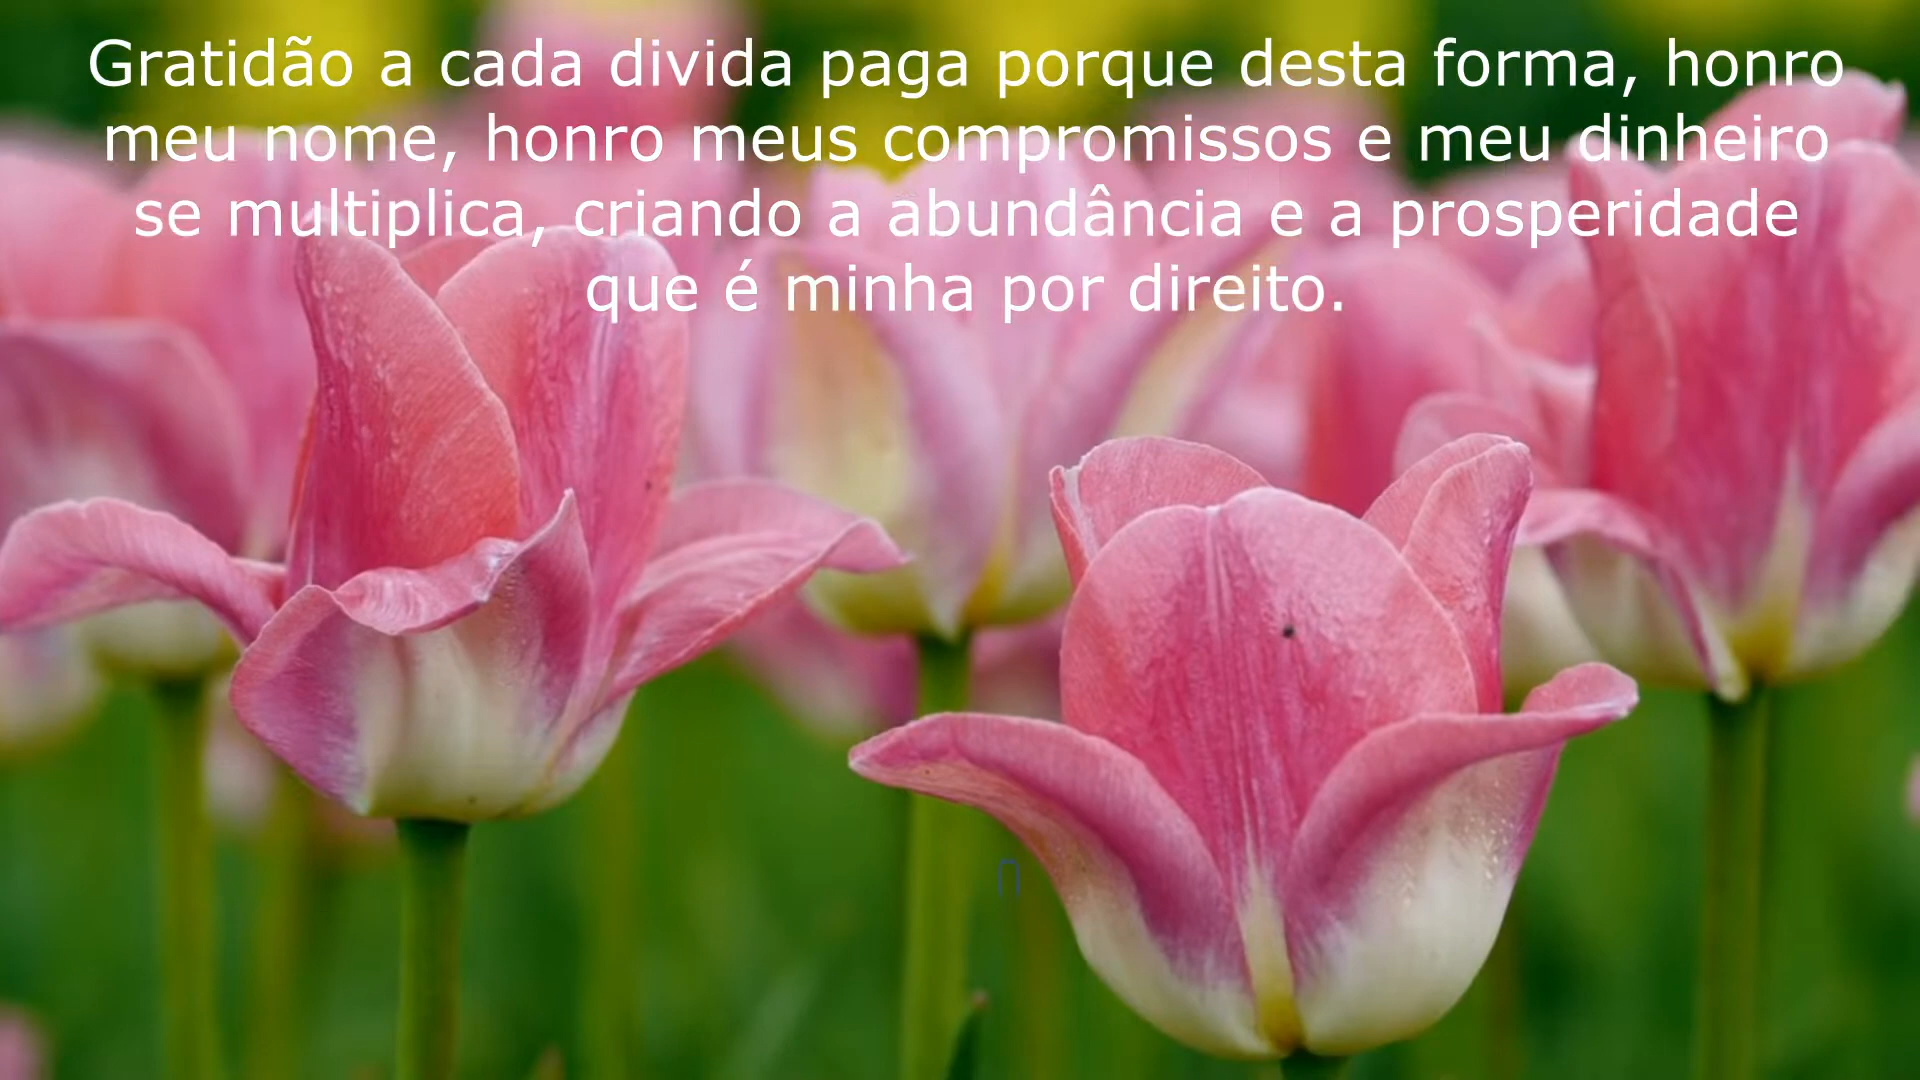 Gratidão a cada divida paga porque desta forma, honro
meu nome, honro meus compromissos e meu dinheiro
se multiplica, criando a abundância e a prosperidade
que é minha por direito.